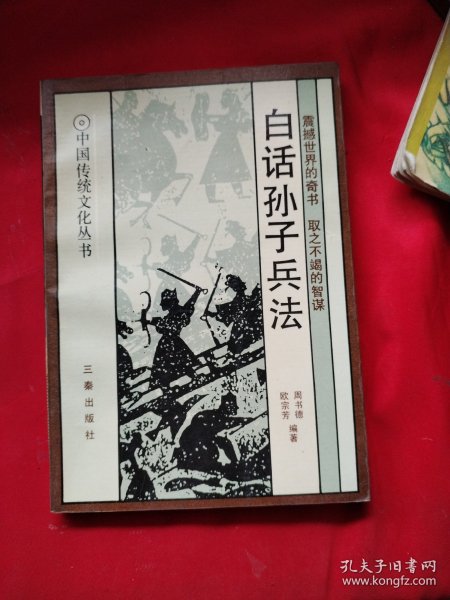 震撼世界的奇书 取之不竭的智谋
白话孙子兵法
周书德
欧宗芳
编著
中国传统文化丛书
三秦出版社
孔夫子旧书网
www.kongfz.com